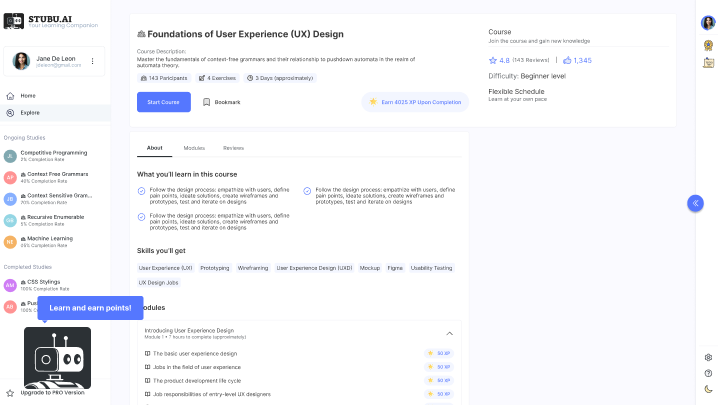 STUBU.AI
Your Learning Companion
Jane De Leon
jdeleon@gmail.com
Home
Explore
Ongoing Studies
Competitive Programming
2% Completion Rate
Context Free Grammars
40% Completion Rate
Context Sensitive Gram...
70% Completion Rate
Recursive Enumerable
5% Completion Rate
Machine Learning
Completion Rate
Completed Studies
CSS Stylings
100% Completion Rate
Learn and earn points!
Upgrade to PRO Version
Foundations of User Experience (UX) Design
Course Description:
Master the fundamentals of context-free grammars and their relationship to pushdown automata in the realm of
automata theory.
143 Paricipants
4 Exercises
3 Days (aproximately)
Start Course
Bookmark
Earn 4025 XP Upon Completion
Course
Join the course and gain new knowledge
4.8 (143 Reviews) | 1,345
Difficulty: Beginner level
Flexible Schedule
Learn at your own pace
About
Modules
Reviews
What you'll learn in this course
Follow the design process: empathize with users, define
pain points, ideate solutions, create wireframes and
prototypes, test and iterate on designs
Follow the design process: empathize with users, define
pain points, ideate solutions, create wireframes and
prototypes, test and iterate on designs
Follow the design process: empathize with users, define
pain points, ideate solutions, create wireframes and
prototypes, test and iterate on designs
Skills you'll get
User Experience (UX)
Prototyping
Wireframing
User Experience Design (UXD)
Mockup
Figma
Usability Testing
UX Design Jobs
Introducing User Experience Design
Module 1 • 7 hours to complete (approximately)
The basic user experience design
50 XP
Jobs in the field of user experience
50 XP
The product development life cycle
50 XP
Job responsibilities of entry-level UX designers
50 XP